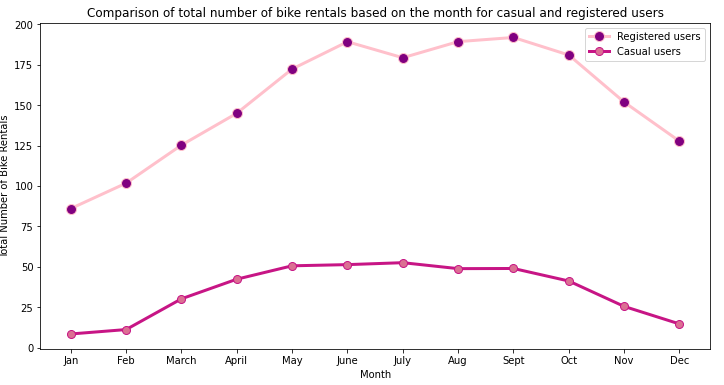 Comparison of total number of bike rentals based on the month for casual and registered users
Total Number of Bike Rentals
200
175
150
125
100
75
50
25
0
Registered users
Casual users
Jan Feb March April May June July Aug Sept Oct Nov Dec
Month